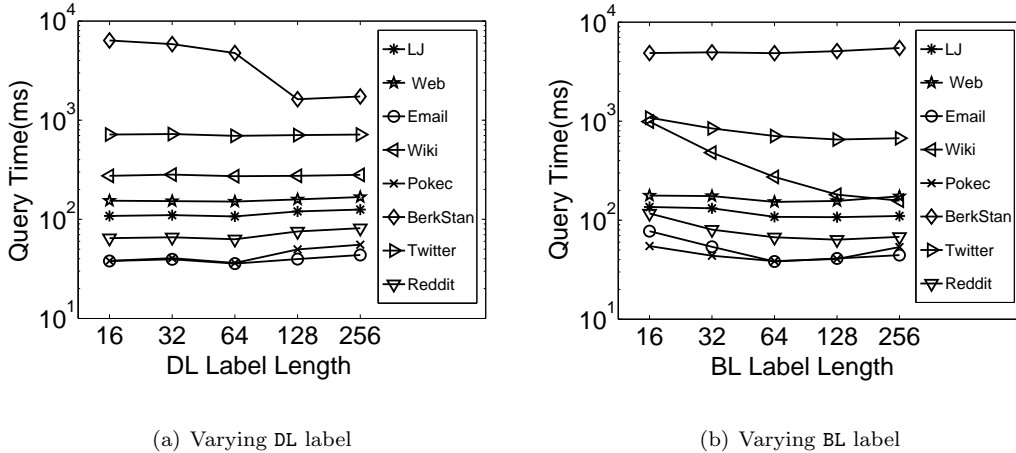 10^4
10^3
10^2
10^1
Query Time(ms)
16 32 64 128 256
DL Label Length
LJ
Web
Email
Wiki
Pokec
BerkStan
Twitter
Reddit
(a) Varying DL label
10^4
10^3
10^2
10^1
Query Time(ms)
16 32 64 128 256
BL Label Length
LJ
Web
Email
Wiki
Pokec
BerkStan
Twitter
Reddit
(b) Varying BL label